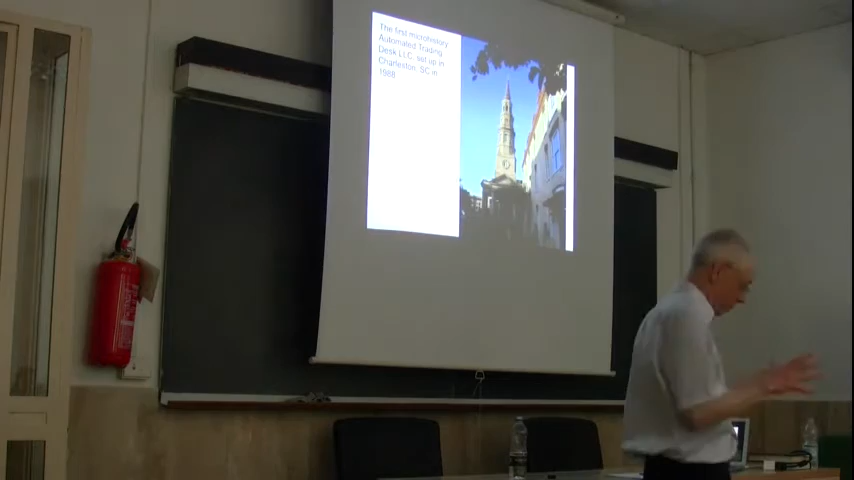 The first microhistory:
Automated Trading
Desk LLC, set up in
Charleston, SC in
1988